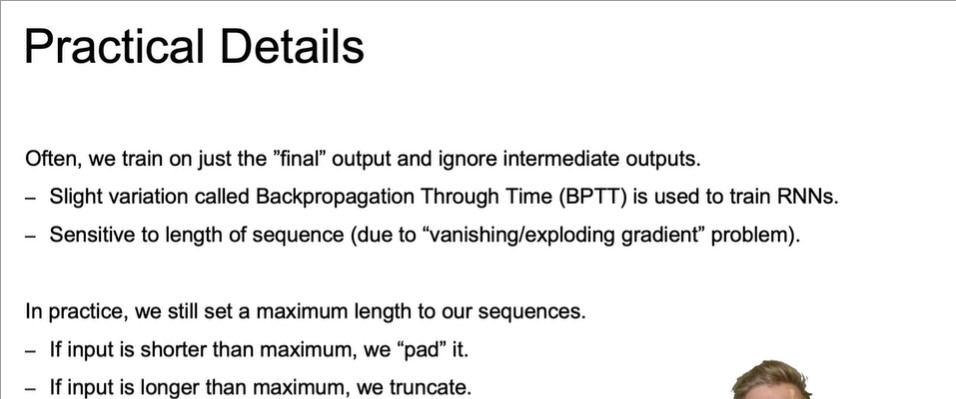 Practical Details
Often, we train on just the ”final” output and ignore intermediate outputs.
– Slight variation called Backpropagation Through Time (BPTT) is used to train RNNs.
– Sensitive to length of sequence (due to “vanishing/exploding gradient” problem).
In practice, we still set a maximum length to our sequences.
– If input is shorter than maximum, we “pad” it.
– If input is longer than maximum, we truncate.